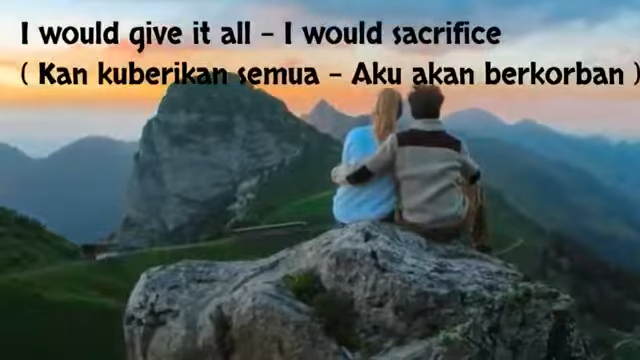 I would give it all - I would sacrifice
( Kan kuberikan semua - Aku akan berkorban )